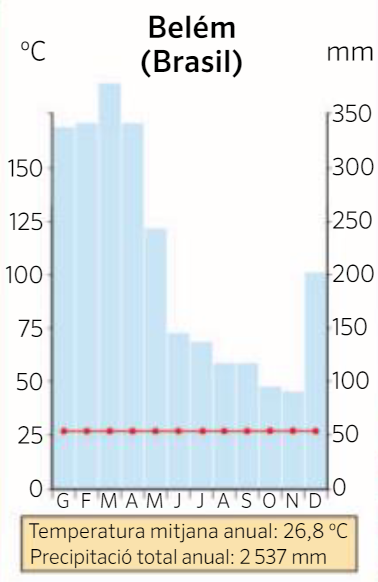 Belém
(Brasil)
ºC
mm
350
150
300
125
250
100
200
75
150
50
100
25
50
0
0
G F M A M J J A S O N D
Temperatura mitjana anual: 26,8 ºC
Precipitació total anual: 2 537 mm